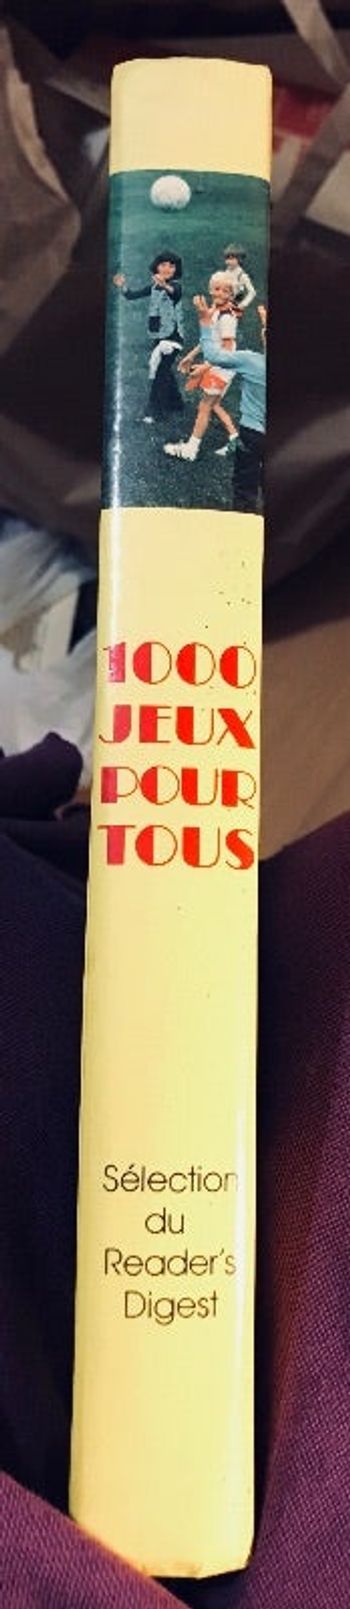 1000
JEUX
POUR
TOUS
Sélection
du
Reader's
Digest